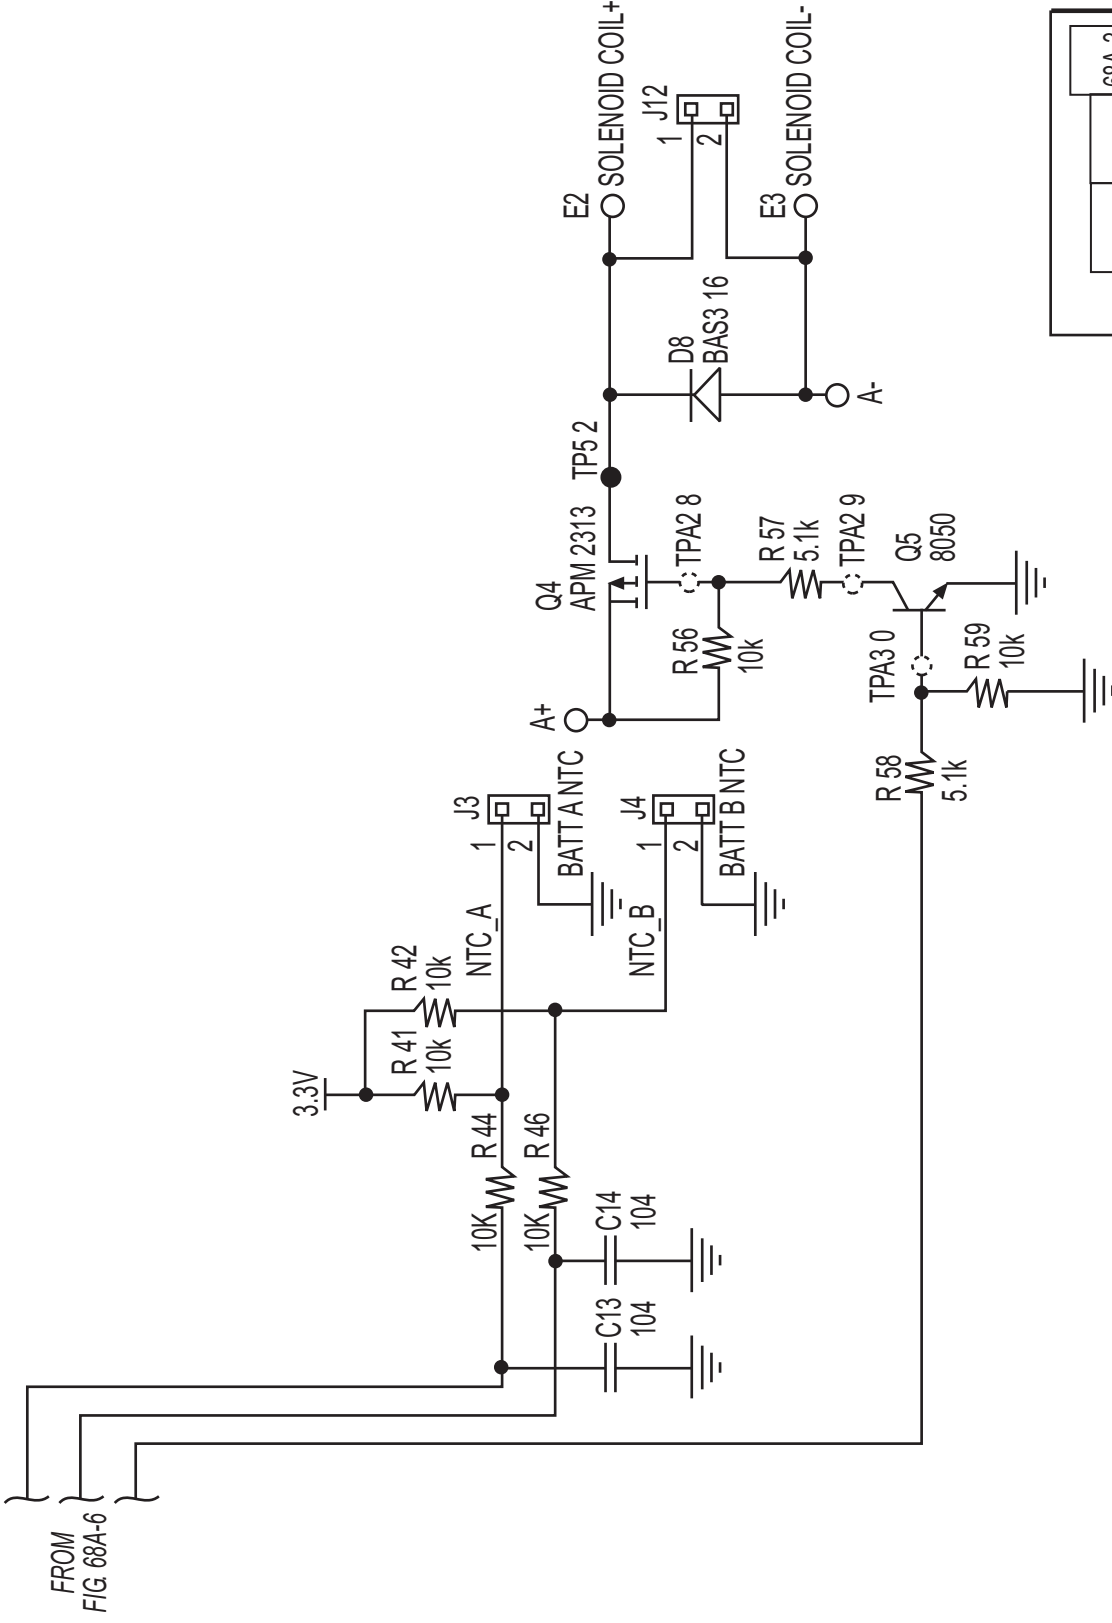 FROM
FIG. 68A-6
3.3V
R 42
10k
R 41
10k
R 44
10K
R 46
10K
C14
104
C13
104
NTC_A
J3
1
2
BATT A NTC
NTC_B
J4
1
2
BATT B NTC
A+
Q4
APM 2313
TP5 2
E2
SOLENOID COIL+
J12
1
2
E3
SOLENOID COIL-
D8
BAS3 16
A-
TPA2 8
R 56
10k
R 57
5.1k
TPA2 9
Q5
8050
TPA3 0
R 59
10k
R 58
5.1k